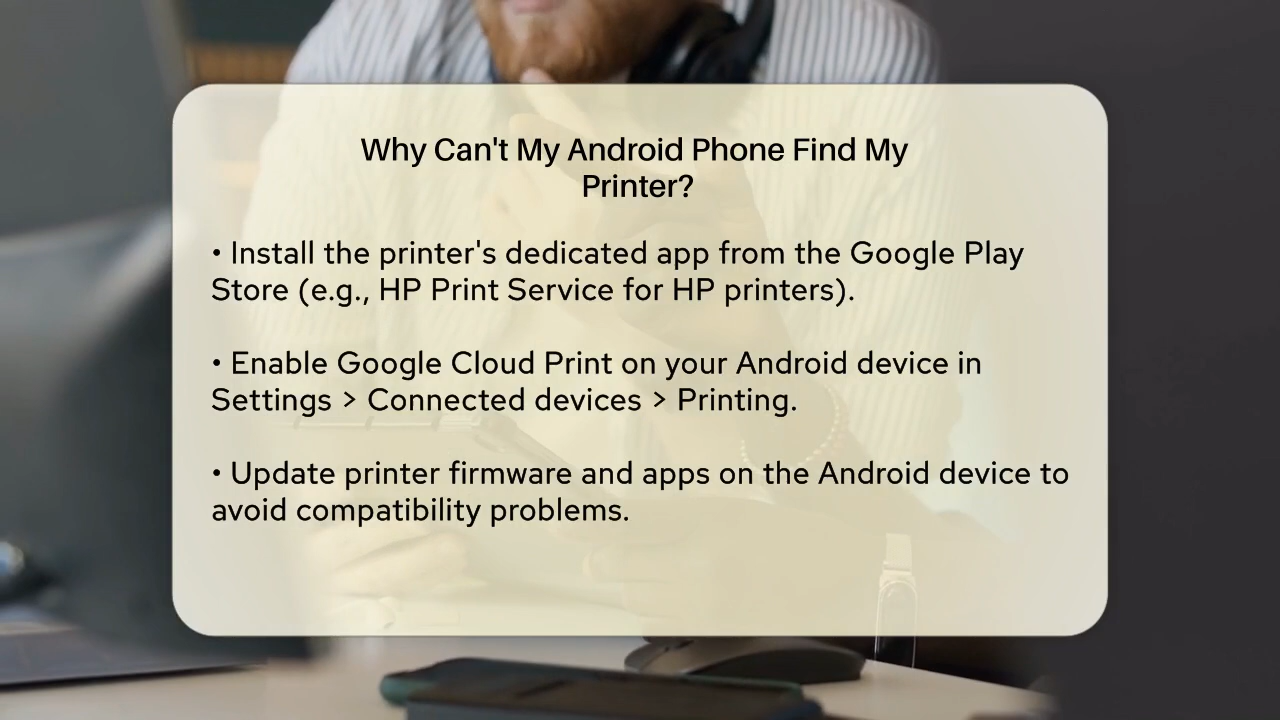 Why Can't My Android Phone Find My
Printer?
• Install the printer's dedicated app from the Google Play
Store (e.g., HP Print Service for HP printers).
• Enable Google Cloud Print on your Android device in
Settings > Connected devices > Printing.
• Update printer firmware and apps on the Android device to
avoid compatibility problems.